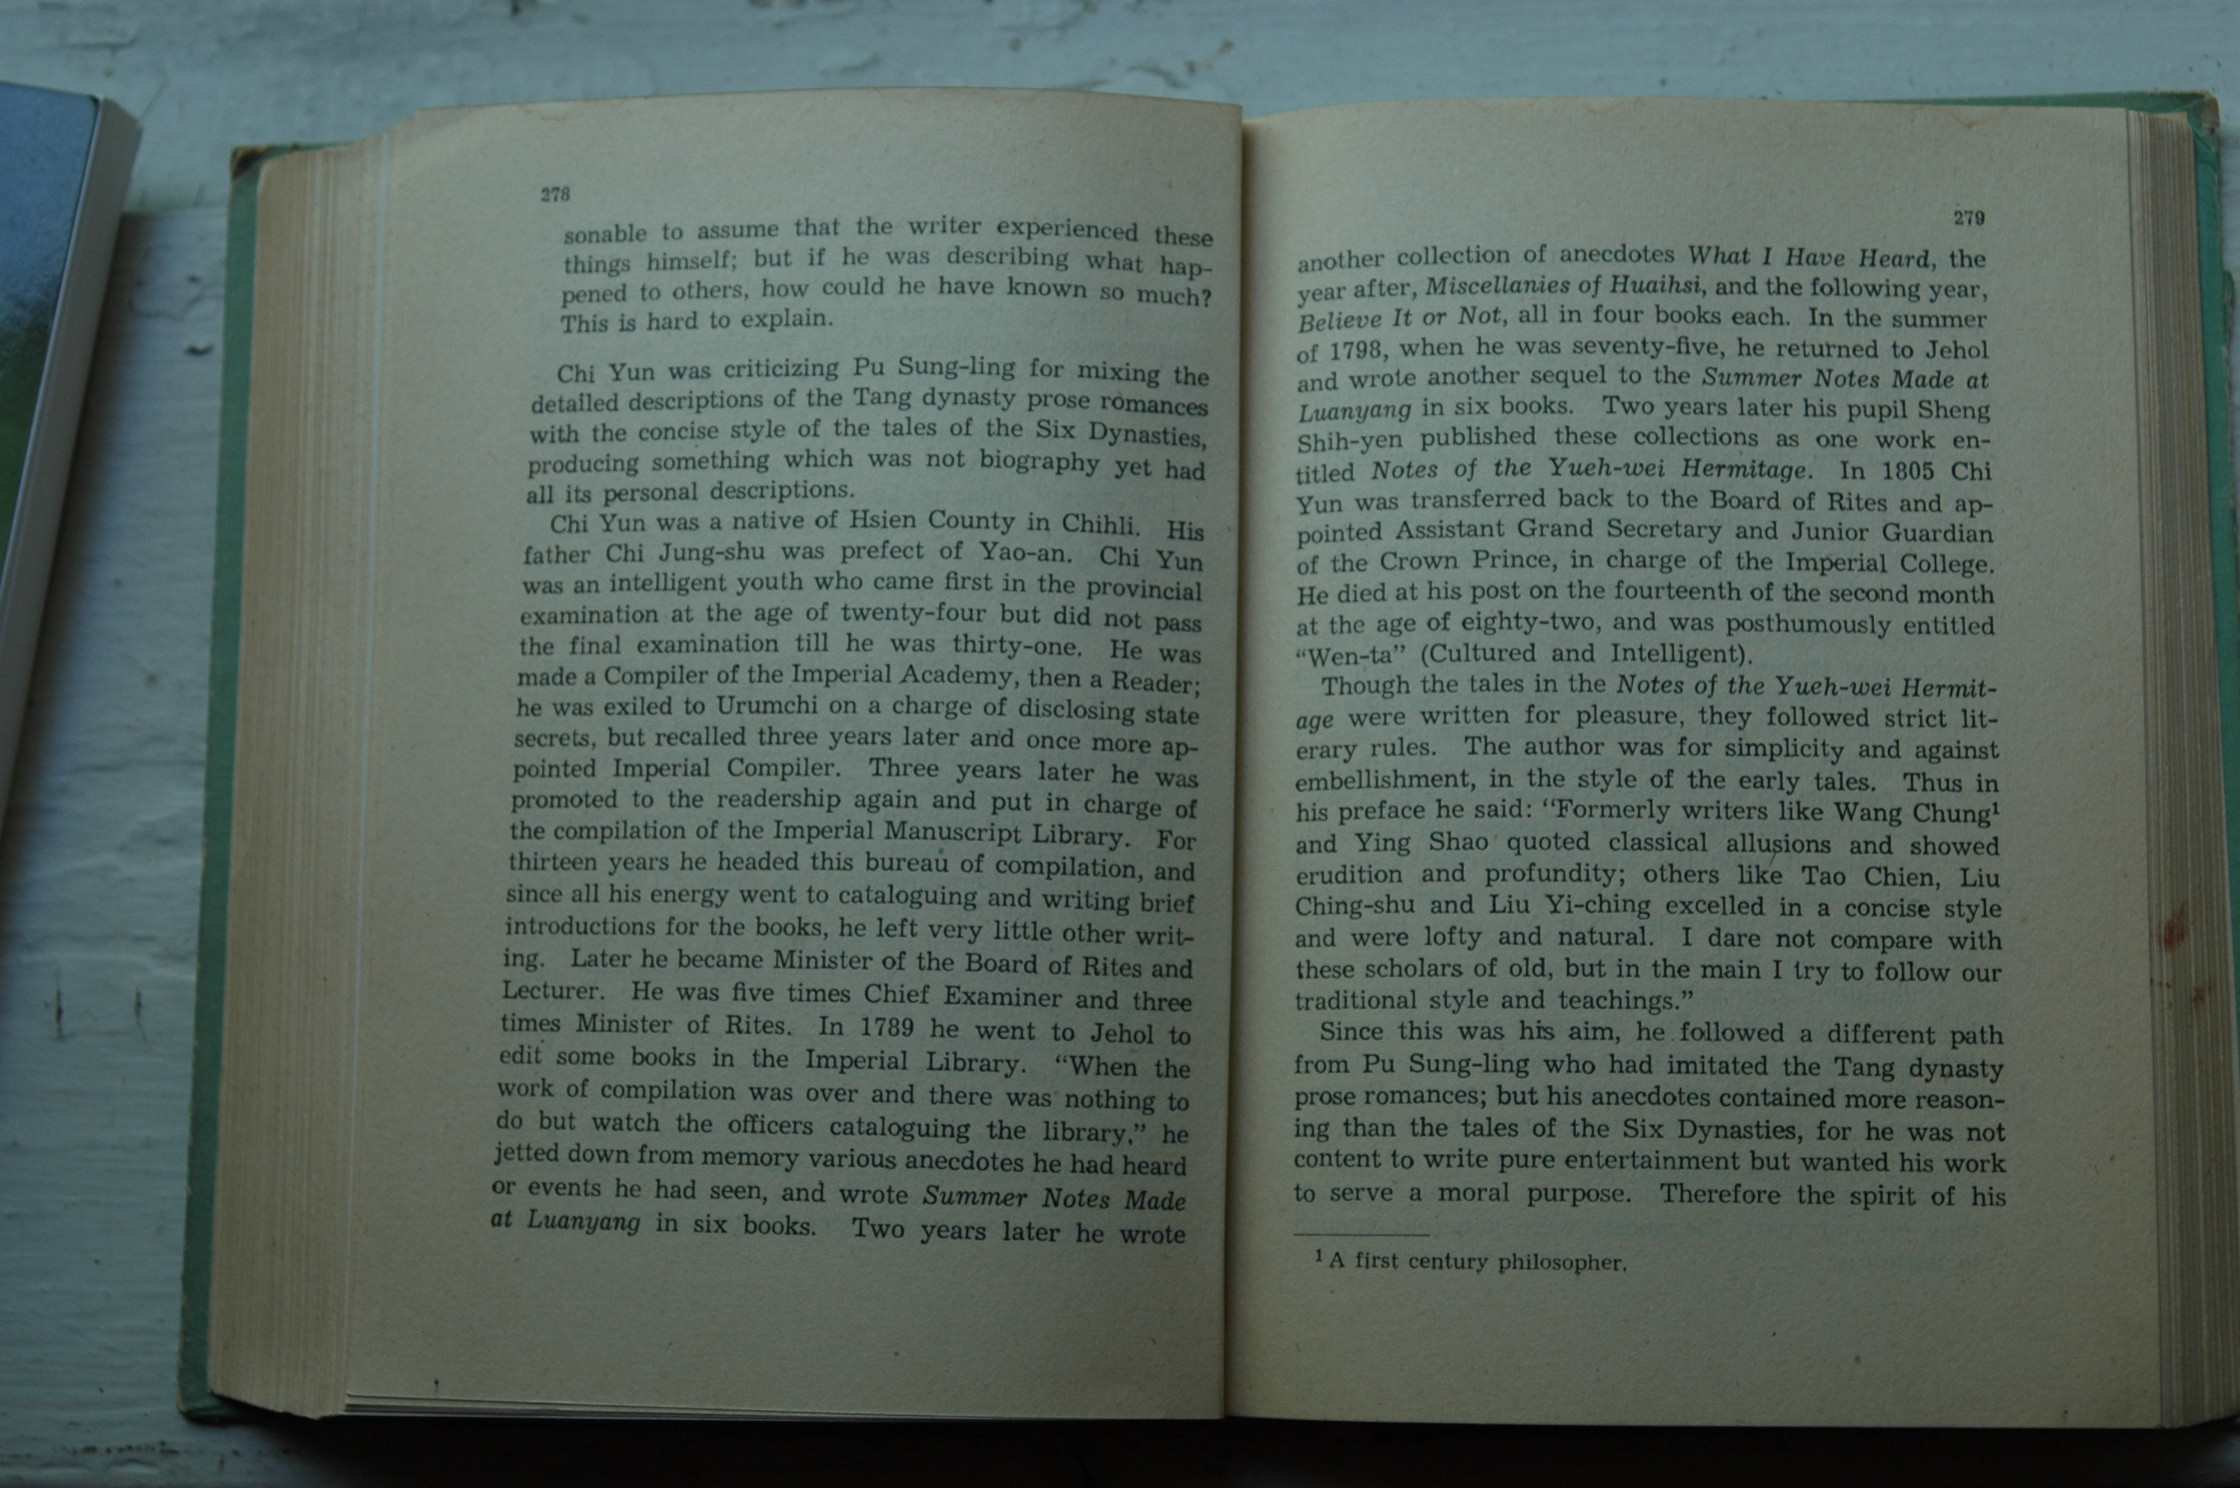 278
sonable to assume that the writer experienced these
things himself; but if he was describing what hap-
pened to others, how could he have known so much?
This is hard to explain.
Chi Yun was criticizing Pu Sung-ling for mixing the
detailed descriptions of the Tang dynasty prose romances
with the concise style of the tales of the Six Dynasties,
producing something which was not biography yet had
all its personal descriptions.
Chi Yun was a native of Hsien County in Chihli. His
father Chi Jung-shu was prefect of Yao-an. Chi Yun
was an intelligent youth who came first in the provincial
examination at the age of twenty-four but did not pass
the final examination till he was thirty-one. He was
made a Compiler of the Imperial Academy, then a Reader;
he was exiled to Urumchi on a charge of disclosing state
secrets, but recalled three years later and once more ap-
pointed Imperial Compiler. Three years later he was
promoted to the readership again and put in charge of
the compilation of the Imperial Manuscript Library. For
thirteen years he headed this bureau of compilation, and
since all his energy went to cataloguing and writing brief
introductions for the books, he left very little other writ-
ing. Later he became Minister of the Board of Rites and
Lecturer. He was five times Chief Examiner and three
times Minister of Rites. In 1789 he went to Jehol to
edit some books in the Imperial Library. "When the
work of compilation was over and there was nothing to
do but watch the officers cataloguing the library," he
jetted down from memory various anecdotes he had heard
or events he had seen, and wrote Summer Notes Made
at Luanyang in six books. Two years later he wrote
279
another collection of anecdotes What I Have Heard, the
year after, Miscellanies of Huaihsi, and the following year,
Believe It or Not, all in four books each. In the summer
of 1798, when he was seventy-five, he returned to Jehol
and wrote another sequel to the Summer Notes Made at
Luanyang in six books. Two years later his pupil Sheng
Shih-yen published these collections as one work en-
titled Notes of the Yueh-wei Hermitage. In 1805 Chi
Yun was transferred back to the Board of Rites and ap-
pointed Assistant Grand Secretary and Junior Guardian
of the Crown Prince, in charge of the Imperial College.
He died at his post on the fourteenth of the second month
at the age of eighty-two, and was posthumously entitled
"Wen-ta" (Cultured and Intelligent).
Though the tales in the Notes of the Yueh-wei Hermit-
age were written for pleasure, they followed strict lit-
erary rules. The author was for simplicity and against
embellishment, in the style of the early tales. Thus in
his preface he said: "Formerly writers like Wang Chung¹
and Ying Shao quoted classical allusions and showed
erudition and profundity; others like Tao Chien, Liu
Ching-shu and Liu Yi-ching excelled in a concise style
and were lofty and natural. I dare not compare with
these scholars of old, but in the main I try to follow our
traditional style and teachings."
Since this was his aim, he followed a different path
from Pu Sung-ling who had imitated the Tang dynasty
prose romances; but his anecdotes contained more reason-
ing than the tales of the Six Dynasties, for he was not
content to write pure entertainment but wanted his work
to serve a moral purpose. Therefore the spirit of his
¹ A first century philosopher.